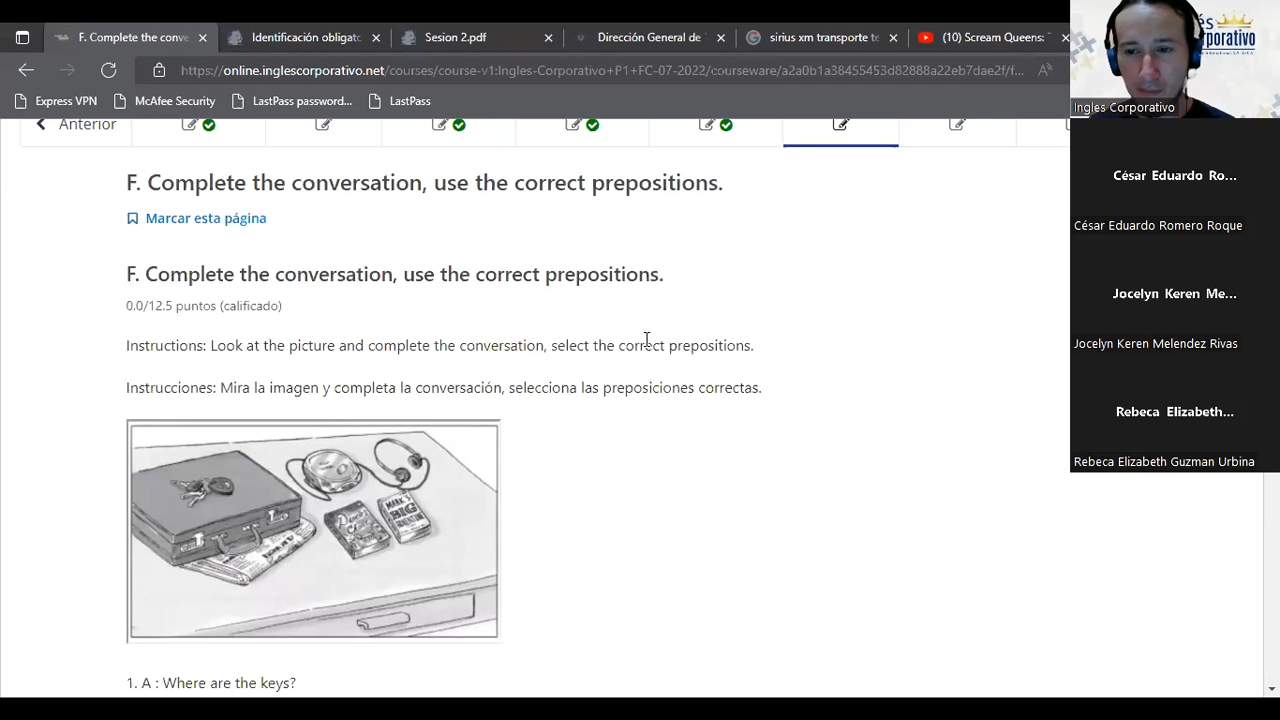 F. Complete the conve
Identificación obligat
Sesion 2.pdf
Dirección General de
sirius xm transporte te
(10) Scream Queens:
https://online.inglescorporativo.net/courses/course-v1:Ingles-Corporativo+P1+FC-07-2022/courseware/a2a0b1a38455453d82888a22eb7dae2f/f...
Express VPN
McAfee Security
LastPass password...
LastPass
Anterior
F. Complete the conversation, use the correct prepositions.
Marcar esta página
F. Complete the conversation, use the correct prepositions.
0.0/12.5 puntos (calificado)
Instructions: Look at the picture and complete the conversation, select the correct prepositions.
Instrucciones: Mira la imagen y completa la conversación, selecciona las preposiciones correctas.
MARK'S
BIG
1. A : Where are the keys?
és
corporativo
Ingles Corporativo
César Eduardo Ro...
César Eduardo Romero Roque
Jocelyn Keren Me...
Jocelyn Keren Melendez Rivas
Rebeca Elizabeth...
Rebeca Elizabeth Guzman Urbina